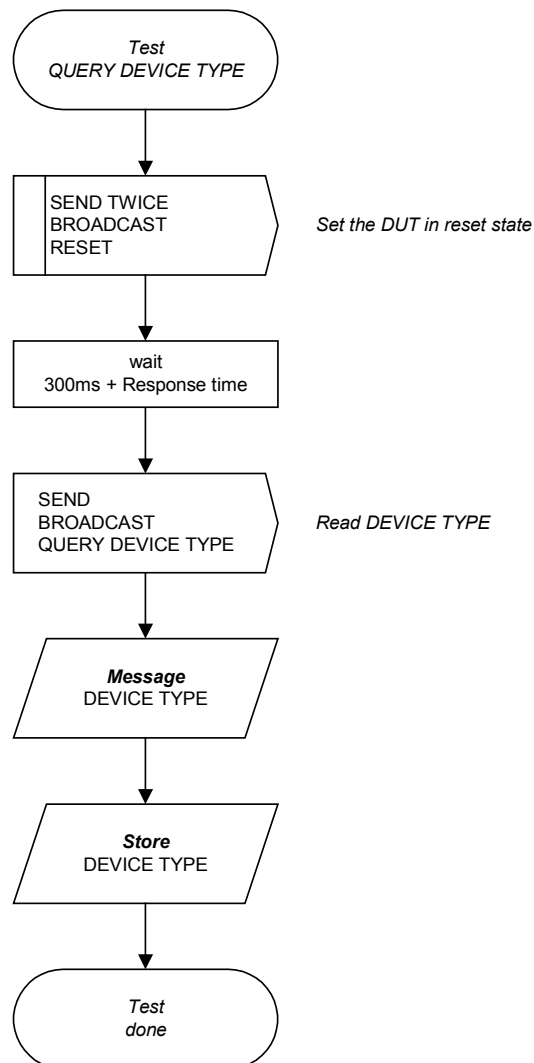 Test
QUERY DEVICE TYPE
SEND TWICE
BROADCAST
RESET
Set the DUT in reset state
wait
300ms + Response time
SEND
BROADCAST
QUERY DEVICE TYPE
Read DEVICE TYPE
Message
DEVICE TYPE
Store
DEVICE TYPE
Test
done